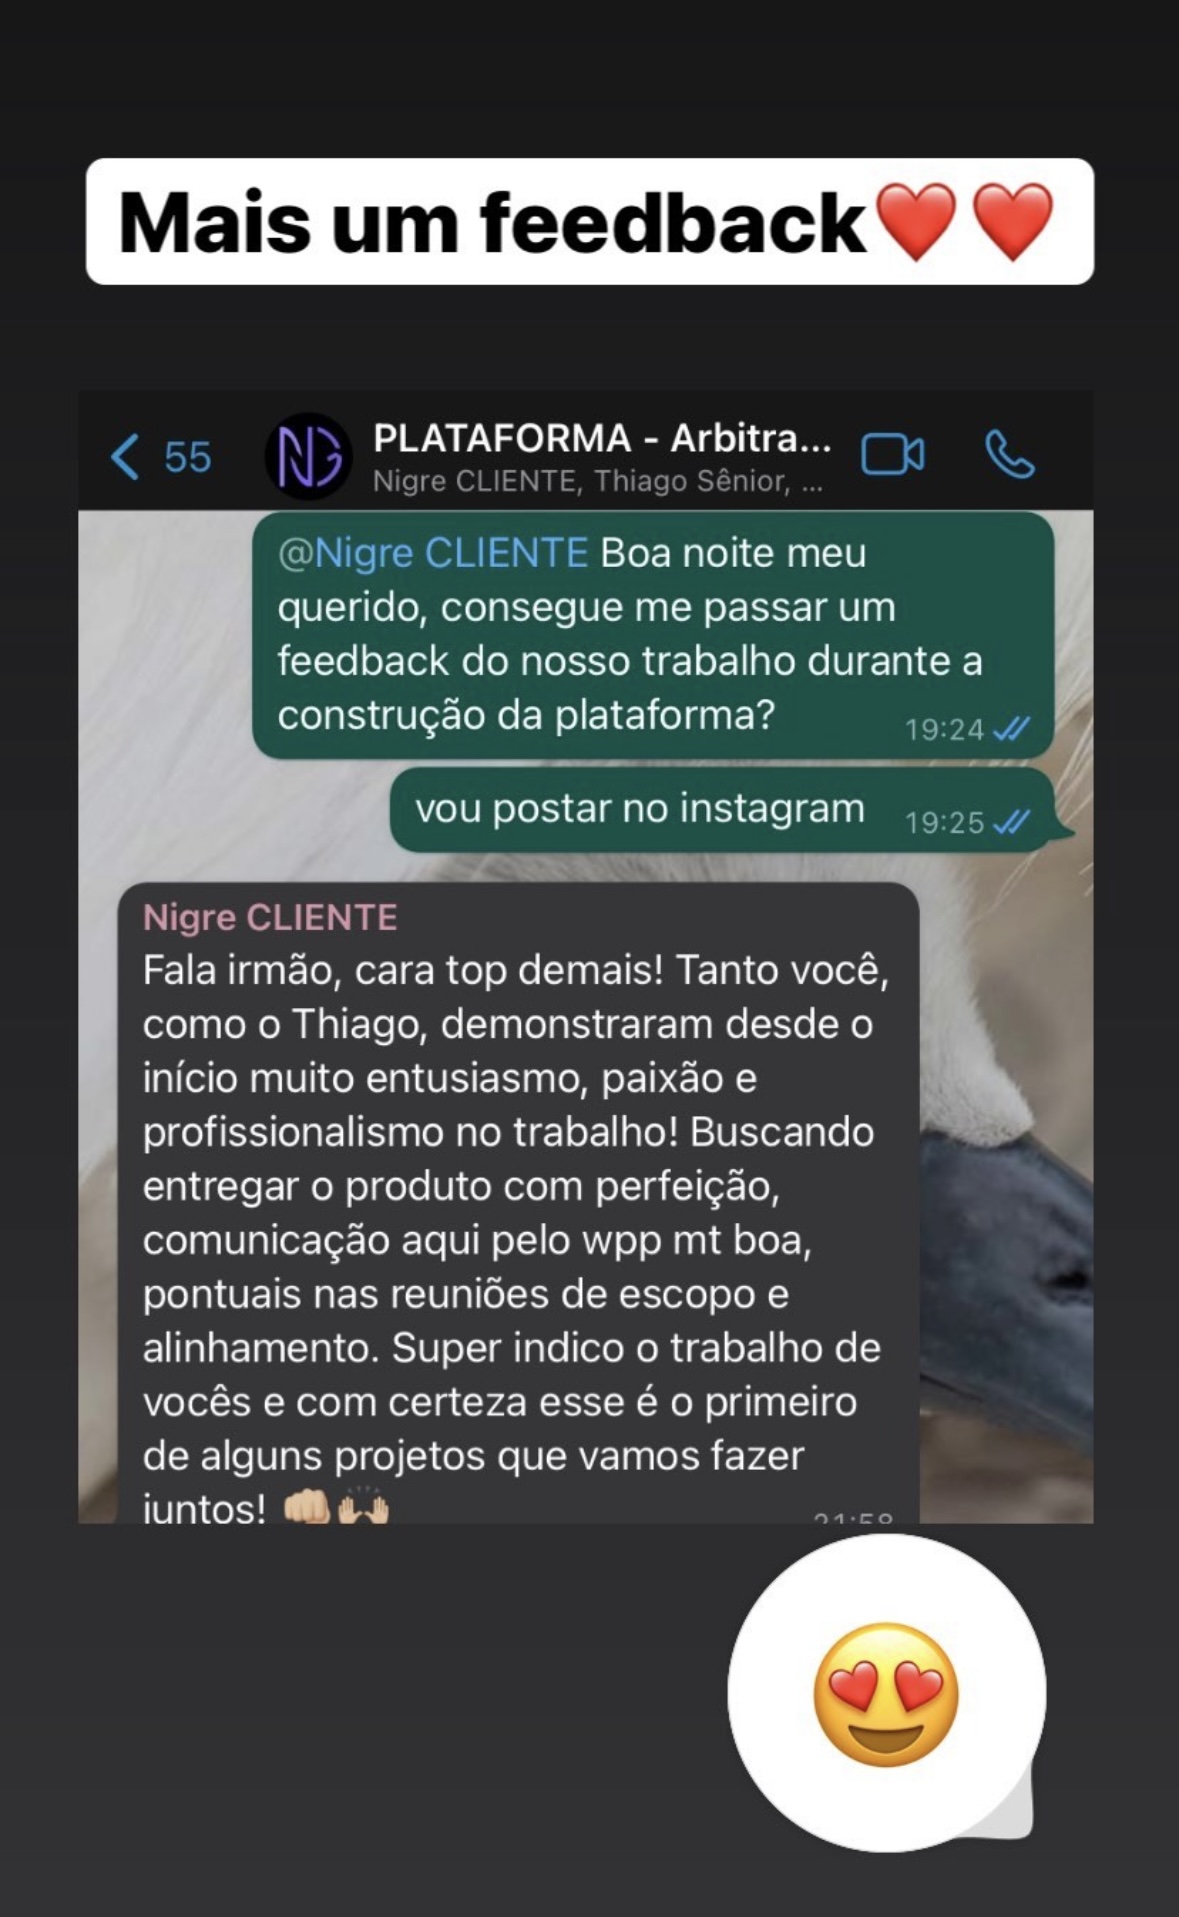 Mais um feedback❤️❤️
55
NG
PLATAFORMA - Arbitra...
Nigre CLIENTE, Thiago Sênior, ...
@Nigre CLIENTE Boa noite meu
querido, consegue me passar um
feedback do nosso trabalho durante a
construção da plataforma?
19:24
vou postar no instagram
19:25
Nigre CLIENTE
Fala irmão, cara top demais! Tanto você,
como o Thiago, demonstraram desde o
início muito entusiasmo, paixão e
profissionalismo no trabalho! Buscando
entregar o produto com perfeição,
comunicação aqui pelo wpp mt boa,
pontuais nas reuniões de escopo e
alinhamento. Super indico o trabalho de
vocês e com certeza esse é o primeiro
de alguns projetos que vamos fazer
juntos! 👊🏼🙌🏼
21:58